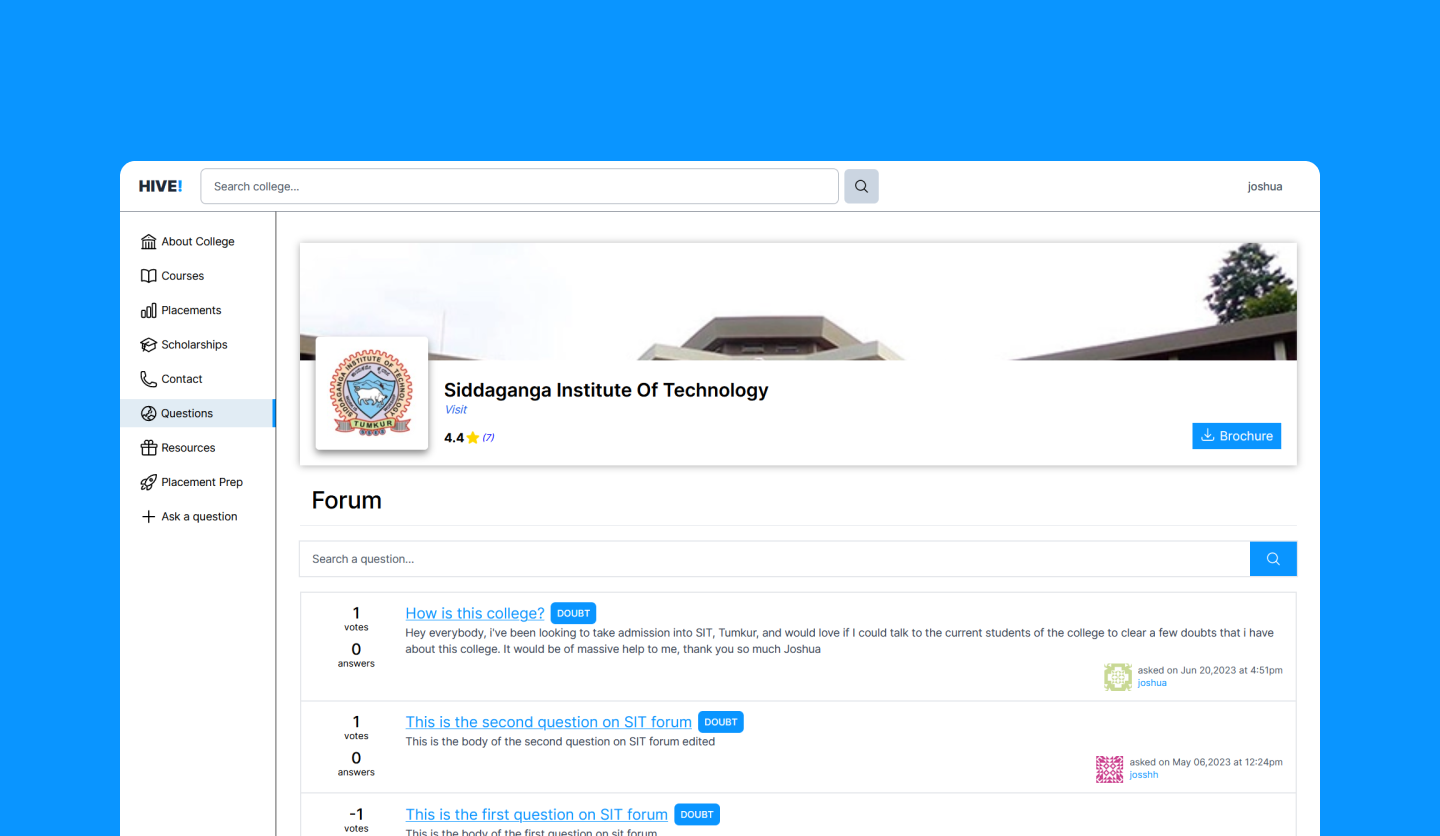 HIVE!
Search college...
joshua
About College
Courses
Placements
Scholarships
Contact
Questions
Resources
Placement Prep
Ask a question
SIDDAGANGA INSTITUTE OF TECHNOLOGY
TUMKUR
Siddaganga Institute Of Technology
Visit
4.4 (7)
Brochure
Forum
Search a question...
1
votes
0
answers
How is this college? DOUBT
Hey everybody, i've been looking to take admission into SIT, Tumkur, and would love if I could talk to the current students of the college to clear a few doubts that i have
about this college. It would be of massive help to me, thank you so much Joshua
asked on Jun 20,2023 at 4:51pm
joshua
1
votes
0
answers
This is the second question on SIT forum DOUBT
This is the body of the second question on SIT forum edited
asked on May 06,2023 at 12:24pm
josshh
-1
votes
This is the first question on SIT forum DOUBT
This is the body of the first question on sit forum